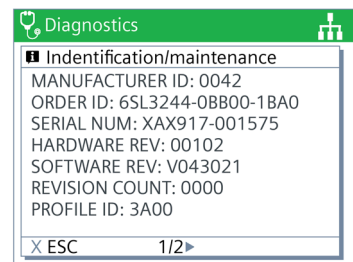 Diagnostics
Indentification/maintenance
MANUFACTURER ID: 0042
ORDER ID: 6SL3244-0BB00-1BA0
SERIAL NUM: XAX917-001575
HARDWARE REV: 00102
SOFTWARE REV: V043021
REVISION COUNT: 0000
PROFILE ID: 3A00
X ESC 1/2▶